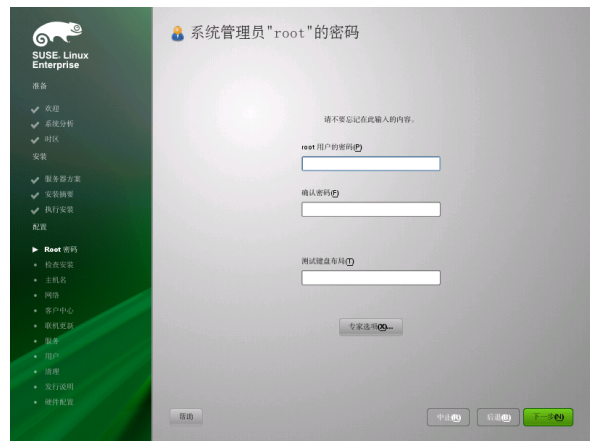 SUSE. Linux
Enterprise
准备
欢迎
系统分析
时区
安装
服务器方案
安装摘要
执行安装
配置
Root 密码
检查安装
主机名
网络
客户中心
联机更新
服务
用户
清理
发行说明
硬件配置
系统管理员"root"的密码
请不要忘记在此输入的内容。
root 用户的密码(P)
确认密码(F)
测试键盘布局(T)
专家选项(X)...
帮助
中止(R)
后退(B)
下一步(N)